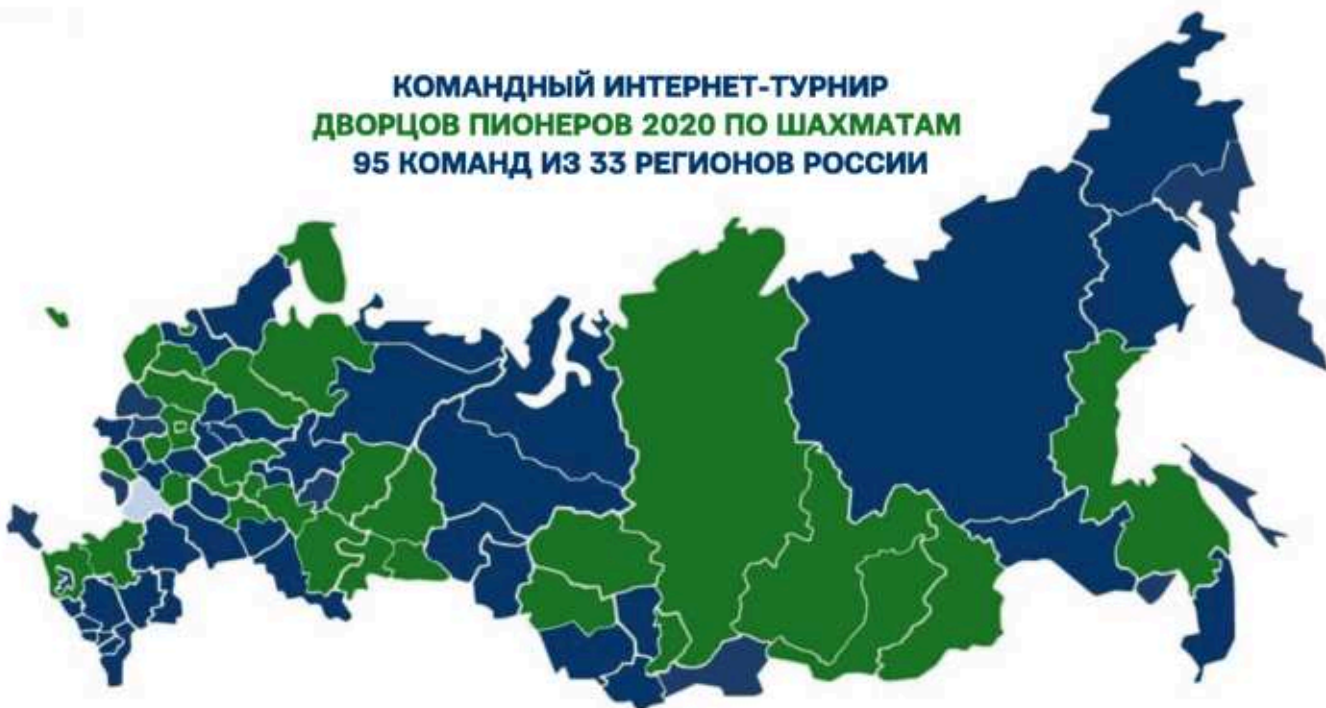 КОМАНДНЫЙ ИНТЕРНЕТ-ТУРНИР
ДВОРЦОВ ПИОНЕРОВ 2020 ПО ШАХМАТАМ
95 КОМАНД ИЗ 33 РЕГИОНОВ РОССИИ